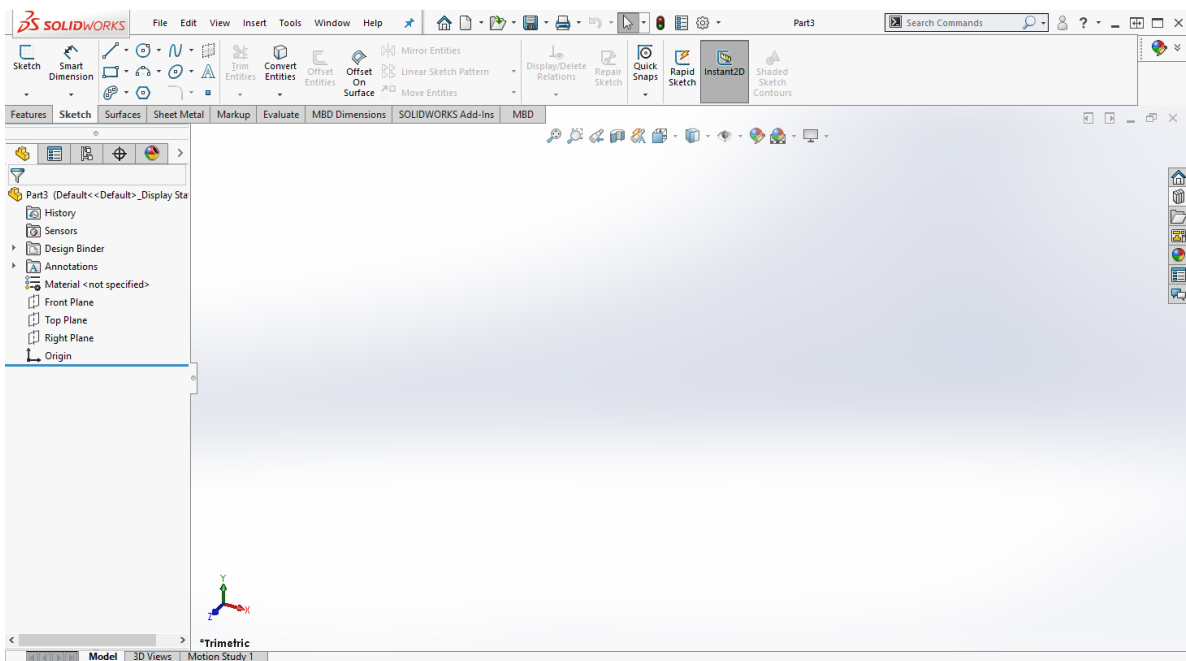 SOLIDWORKS File Edit View Insert Tools Window Help Part3 Search Commands ?
Sketch Smart Dimension Trim Entities Convert Entities Offset Entities Offset On Surface Mirror Entities Linear Sketch Pattern Move Entities Display/Delete Relations Repair Sketch Quick Snaps Rapid Sketch Instant2D Shaded Sketch Contours
Features Sketch Surfaces Sheet Metal Markup Evaluate MBD Dimensions SOLIDWORKS Add-Ins MBD
Part3 (Default<<Default>_Display Sta
History
Sensors
Design Binder
Annotations
Material <not specified>
Front Plane
Top Plane
Right Plane
Origin
Y
X
Z
*Trimetric
Model 3D Views Motion Study 1